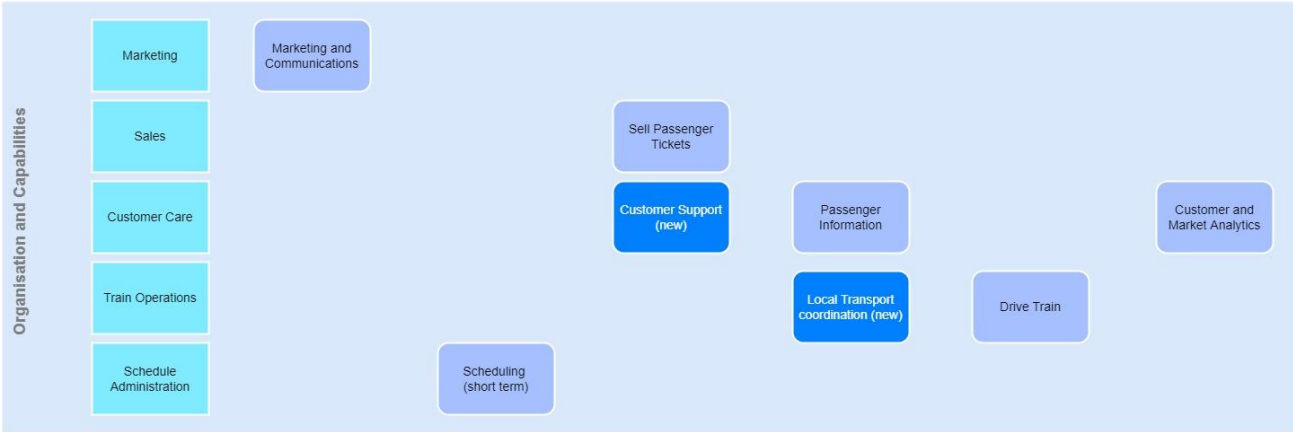 Organisation and Capabilities
Marketing
Marketing and
Communications
Sales
Sell Passenger
Tickets
Customer Care
Customer Support
(new)
Passenger
Information
Customer and
Market Analytics
Train Operations
Local Transport
coordination (new)
Drive Train
Schedule
Administration
Scheduling
(short term)